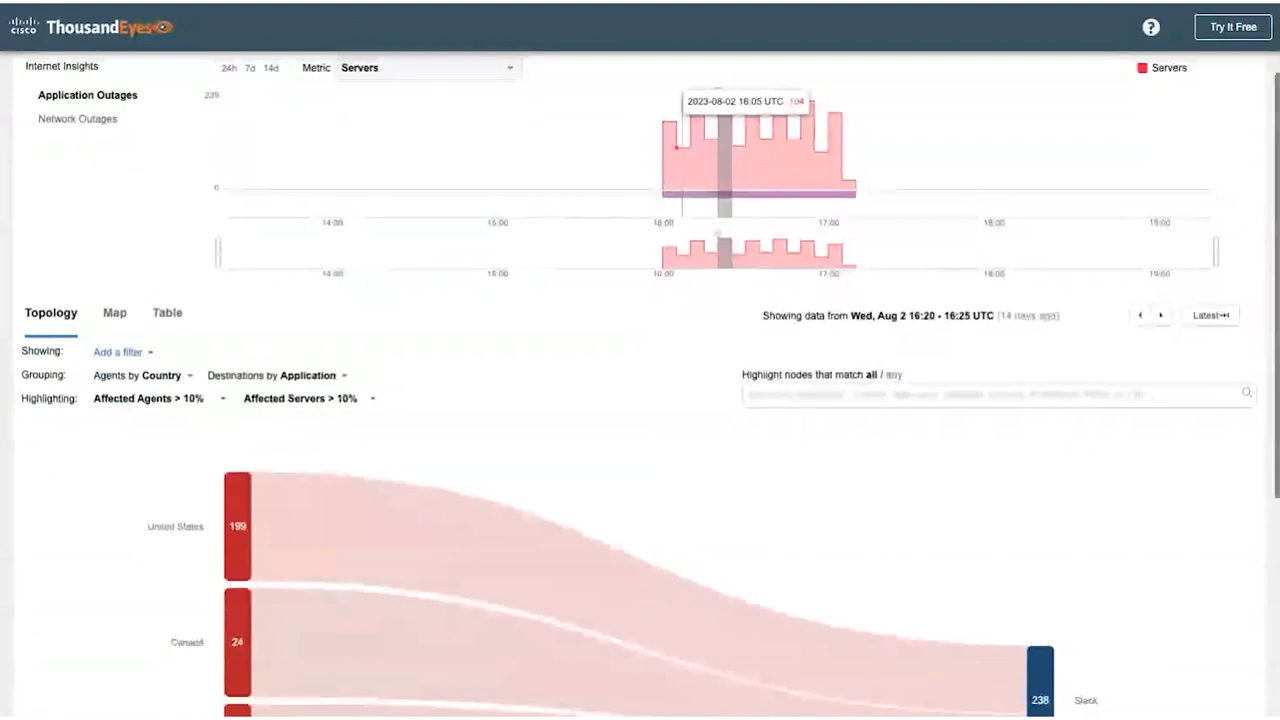 cisco ThousandEyes
Try It Free
Internet Insights
24h 7d 14d
Metric Servers
Servers
Application Outages
Network Outages
239
0
2023-08-02 16:05 UTC 104
14:00 15:00 16:00 17:00 18:00 19:00
14:00 15:00 16:00 17:00 18:00 19:00
Topology Map Table
Showing data from Wed, Aug 2 16:20 - 16:25 UTC (14 days ago)
Latest
Showing: Add a filter
Grouping: Agents by Country Destinations by Application
Highlighting: Affected Agents > 10% Affected Servers > 10%
Highlight nodes that match all / any
United States 199
Canada 24
238 Slack